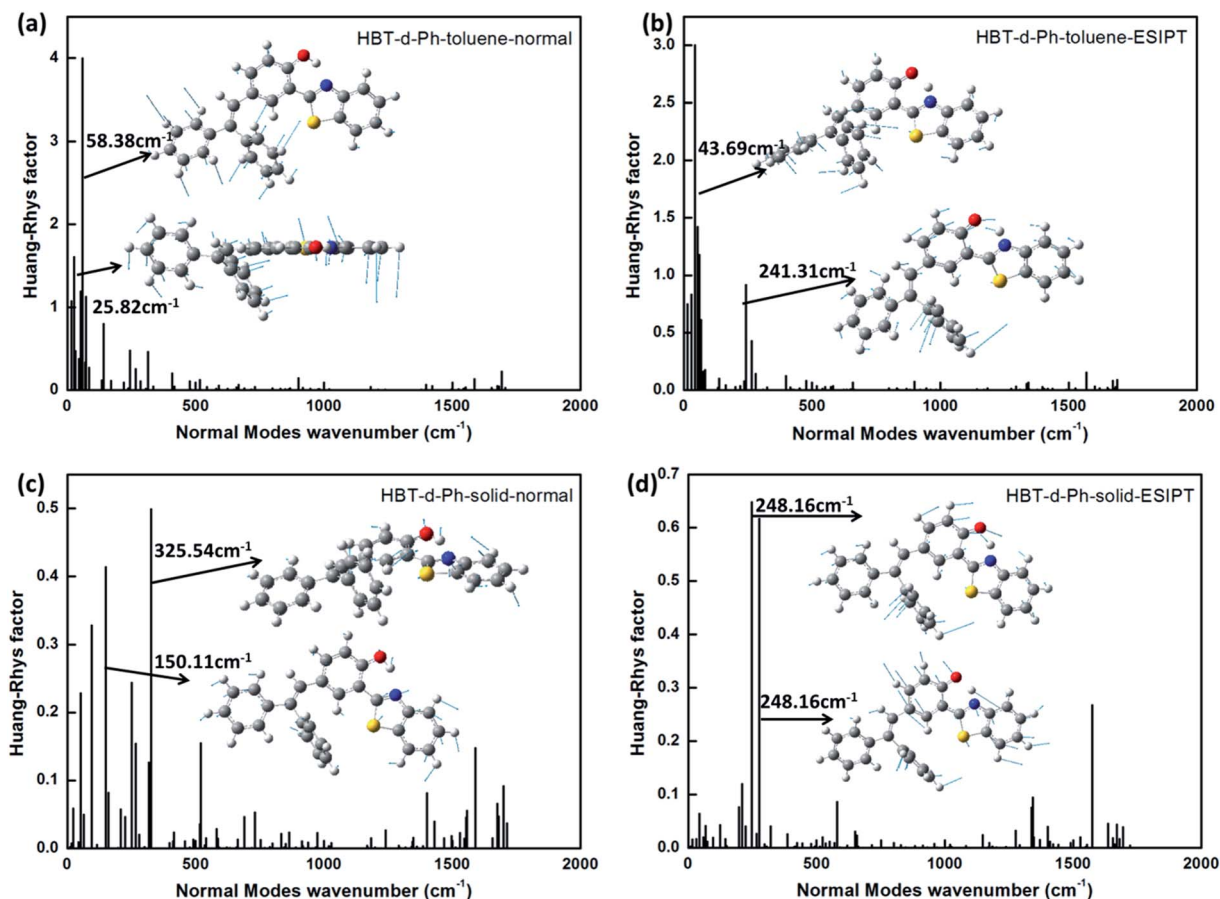 (a)
HBT-d-Ph-toluene-normal
Huang-Rhys factor
4
3
2
1
0
58.38cm-1
25.82cm-1
0 500 1000 1500 2000
Normal Modes wavenumber (cm-1)
(b)
HBT-d-Ph-toluene-ESIPT
Huang-Rhys factor
3.0
2.5
2.0
1.5
1.0
0.5
0.0
43.69cm-1
241.31cm-1
0 500 1000 1500 2000
Normal Modes wavenumber (cm-1)
(c)
HBT-d-Ph-solid-normal
Huang-Rhys factor
0.5
0.4
0.3
0.2
0.1
0.0
325.54cm-1
150.11cm-1
0 500 1000 1500 2000
Normal Modes wavenumber (cm-1)
(d)
HBT-d-Ph-solid-ESIPT
Huang-Rhys factor
0.7
0.6
0.5
0.4
0.3
0.2
0.1
0.0
248.16cm-1
248.16cm-1
0 500 1000 1500 2000
Normal Modes wavenumber (cm-1)